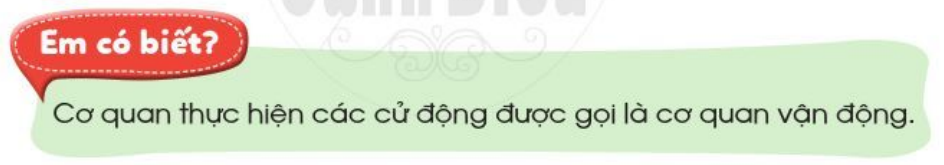 Em có biết?
Cơ quan thực hiện các cử động được gọi là cơ quan vận động.